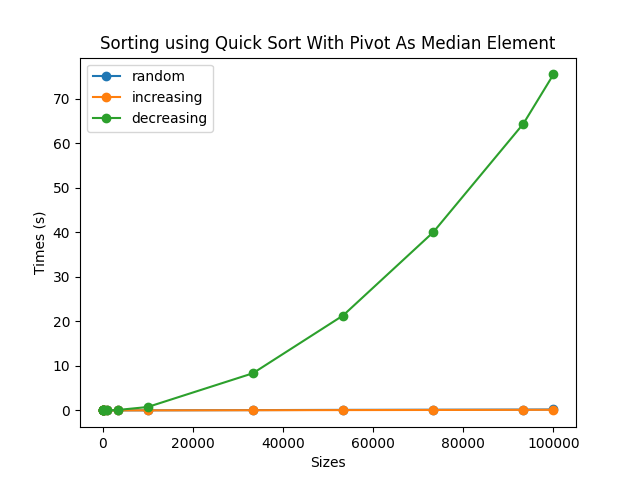 Sorting using Quick Sort With Pivot As Median Element
random
increasing
decreasing
70
60
50
40
30
20
10
0
Times (s)
0 20000 40000 60000 80000 100000
Sizes